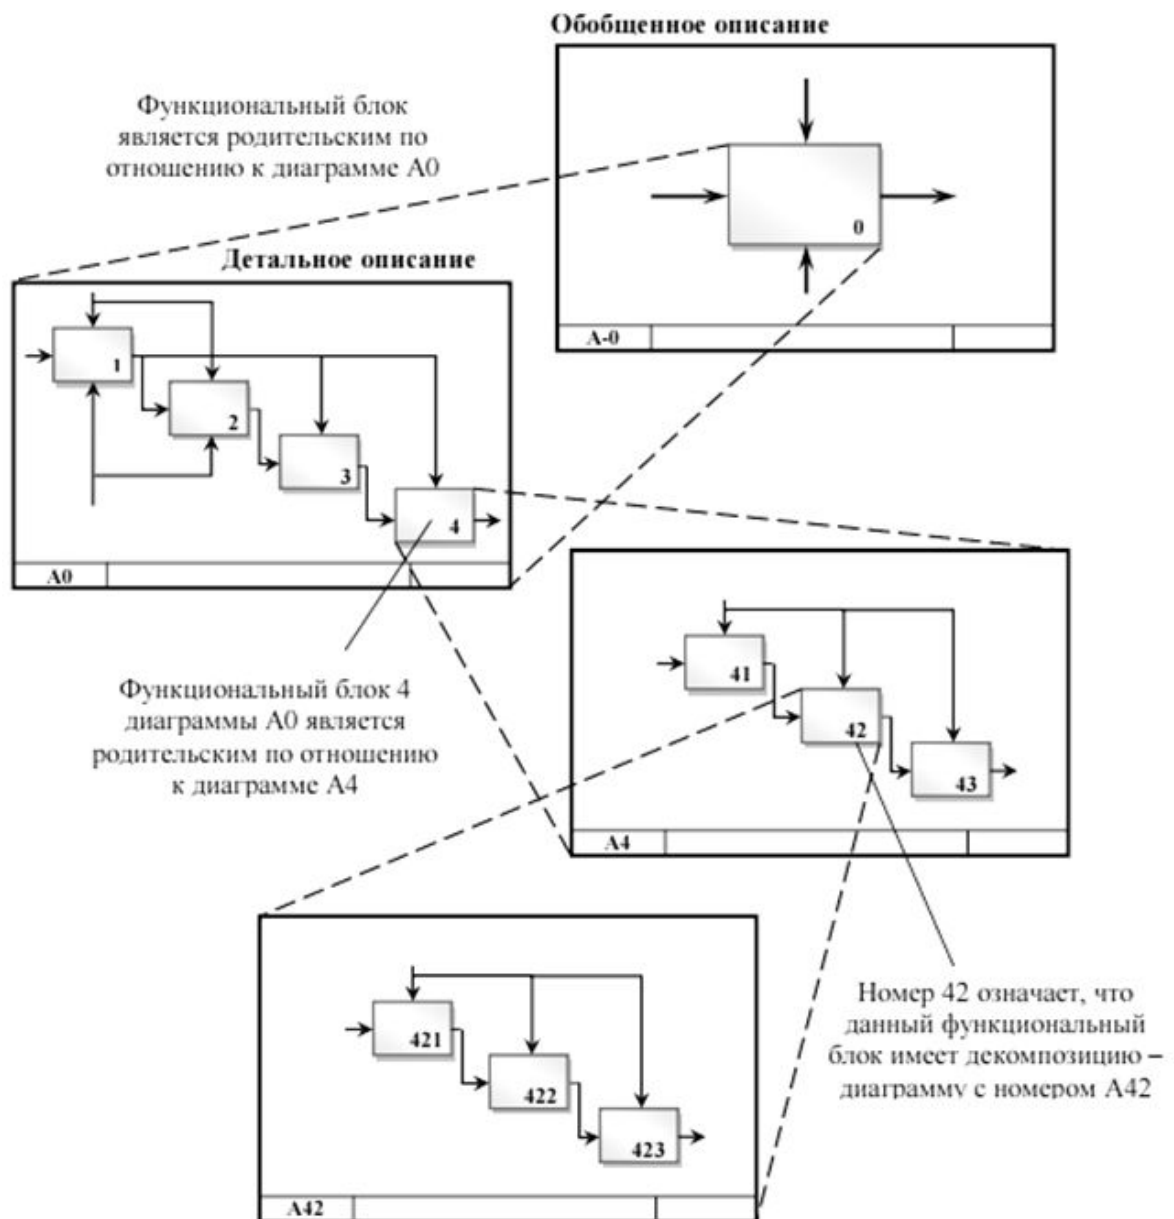 Обобщенное описание
Функциональный блок
является родительским по
отношению к диаграмме А0
0
А-0
Детальное описание
1
2
3
4
А0
Функциональный блок 4
диаграммы А0 является
родительским по отношению
к диаграмме А4
41
42
43
А4
Номер 42 означает, что
данный функциональный
блок имеет декомпозицию –
диаграмму с номером А42
421
422
423
А42